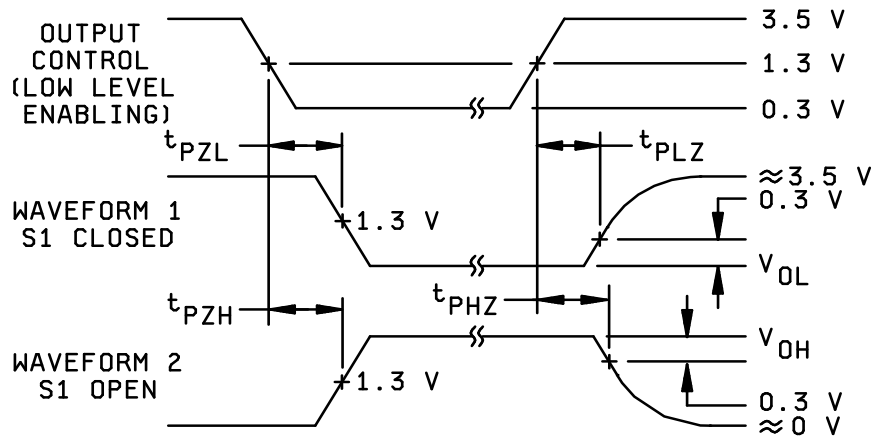 OUTPUT
CONTROL
(LOW LEVEL
ENABLING)
3.5 V
1.3 V
0.3 V
tPZL
tPLZ
WAVEFORM 1
S1 CLOSED
1.3 V
≈3.5 V
0.3 V
VOL
tPZH
tPHZ
WAVEFORM 2
S1 OPEN
1.3 V
VOH
0.3 V
≈0 V